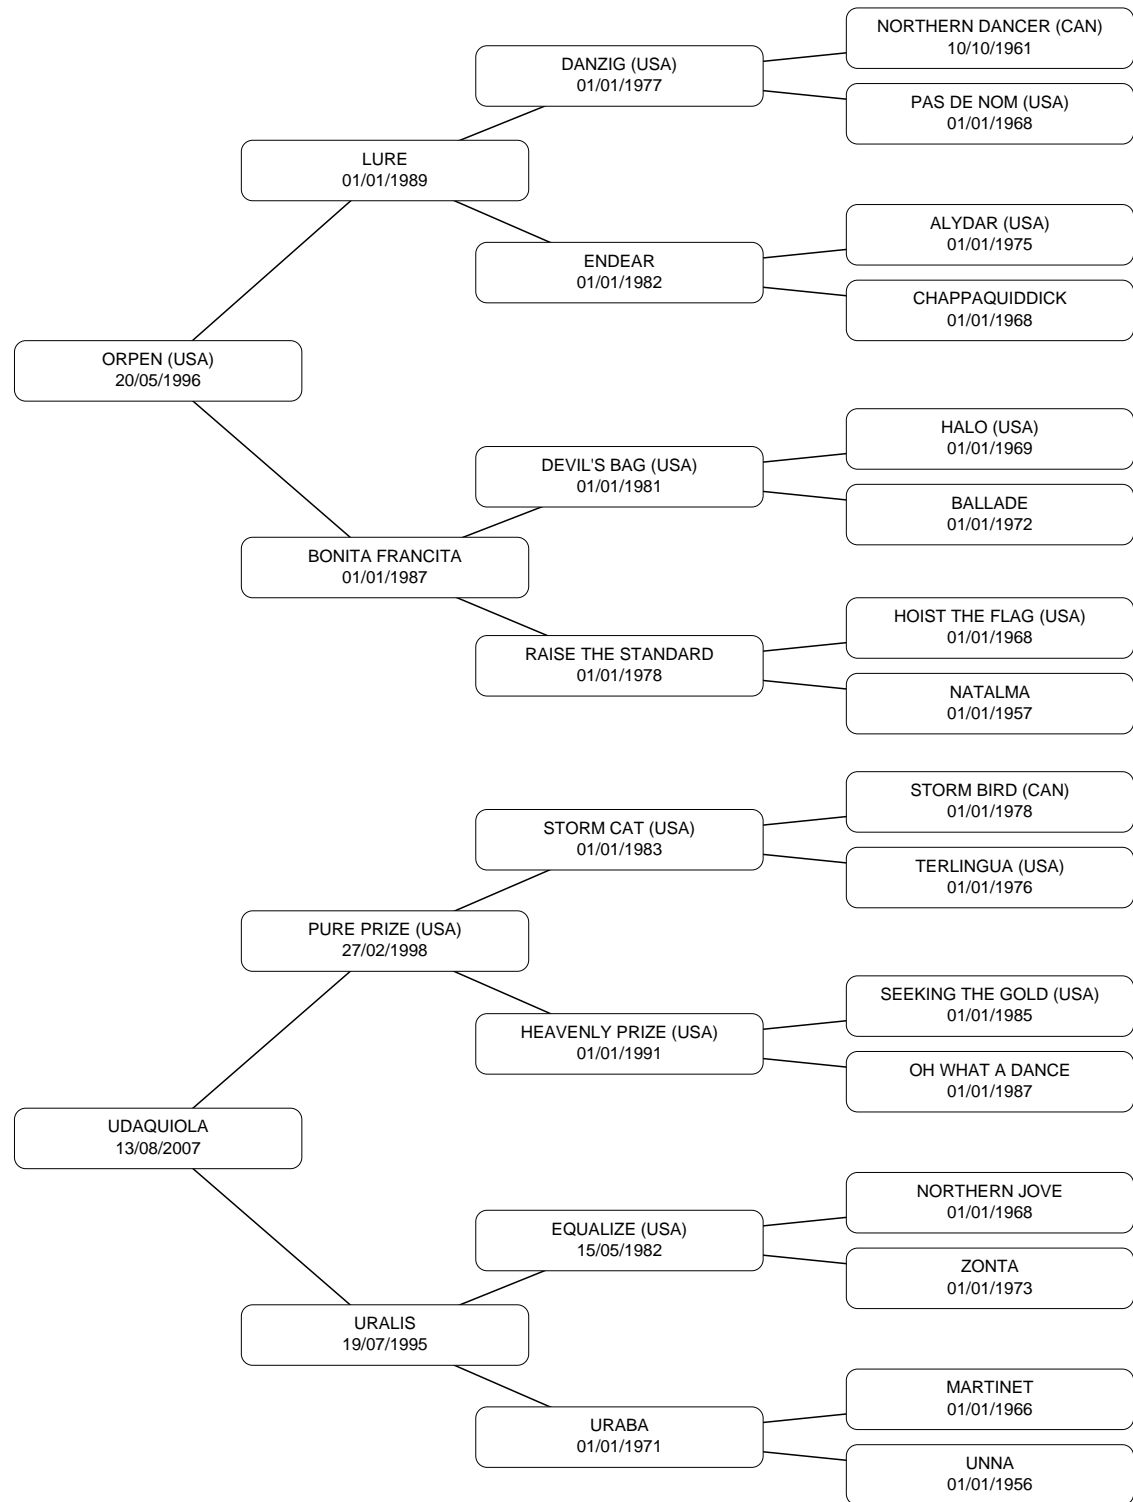 NORTHERN DANCER (CAN)
10/10/1961
DANZIG (USA)
01/01/1977
PAS DE NOM (USA)
01/01/1968
LURE
01/01/1989
ALYDAR (USA)
01/01/1975
ENDEAR
01/01/1982
CHAPPAQUIDDICK
01/01/1968
ORPEN (USA)
20/05/1996
HALO (USA)
01/01/1969
DEVIL'S BAG (USA)
01/01/1981
BALLADE
01/01/1972
BONITA FRANCITA
01/01/1987
HOIST THE FLAG (USA)
01/01/1968
RAISE THE STANDARD
01/01/1978
NATALMA
01/01/1957
STORM BIRD (CAN)
01/01/1978
STORM CAT (USA)
01/01/1983
TERLINGUA (USA)
01/01/1976
PURE PRIZE (USA)
27/02/1998
SEEKING THE GOLD (USA)
01/01/1985
HEAVENLY PRIZE (USA)
01/01/1991
OH WHAT A DANCE
01/01/1987
UDAQUIOLA
13/08/2007
NORTHERN JOVE
01/01/1968
EQUALIZE (USA)
15/05/1982
ZONTA
01/01/1973
URALIS
19/07/1995
MARTINET
01/01/1966
URABA
01/01/1971
UNNA
01/01/1956